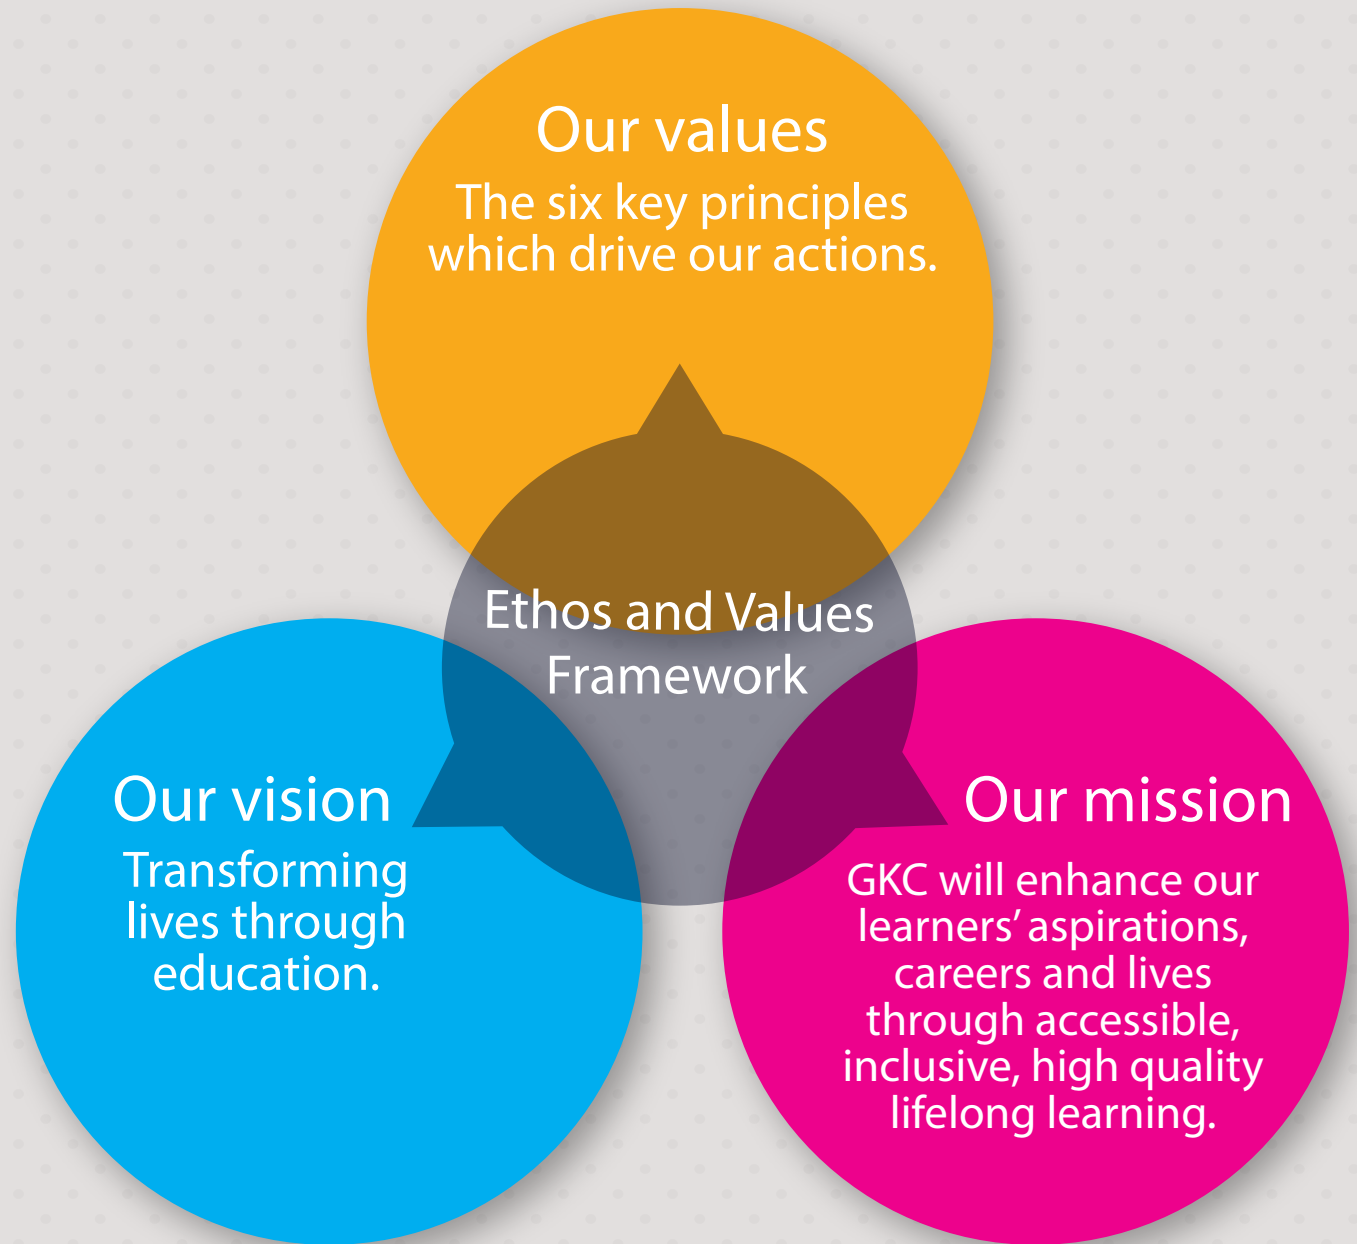 Our values
The six key principles
which drive our actions.
Ethos and Values
Framework
Our vision
Transforming
lives through
education.
Our mission
GKC will enhance our
learners’ aspirations,
careers and lives
through accessible,
inclusive, high quality
lifelong learning.